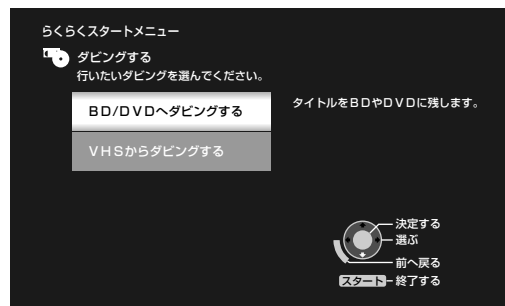 らくらくスタートメニュー
ダビングする
行いたいダビングを選んでください。
BD/DVDへダビングする
タイトルをBDやDVDに残します。
VHSからダビングする
決定する
選ぶ
前へ戻る
スタート 終了する